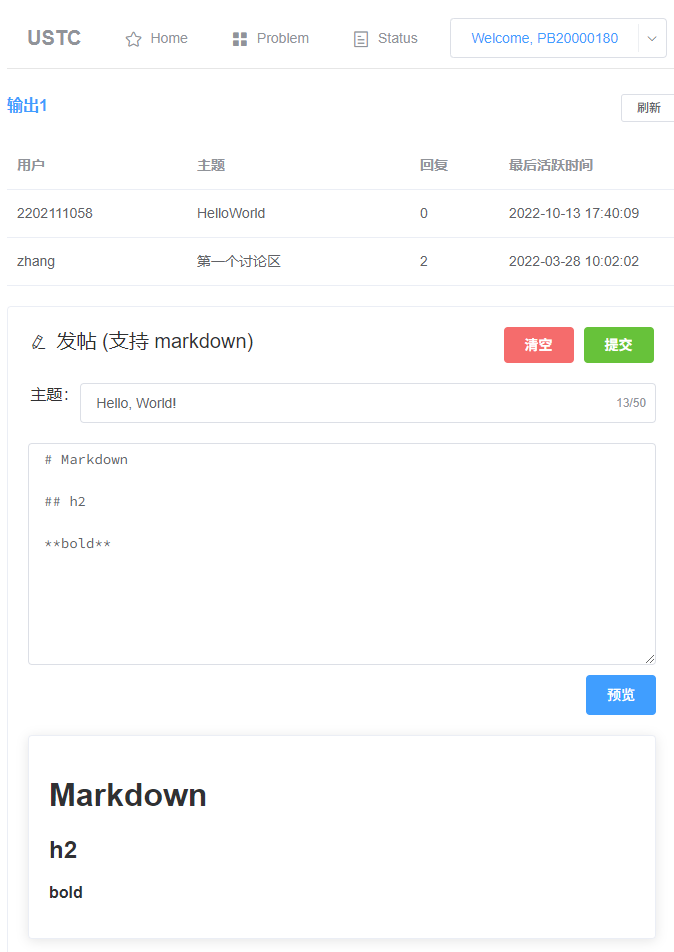 USTC Home Problem Status Welcome, PB20000180
输出1 刷新
用户 主题 回复 最后活跃时间
2202111058 HelloWorld 0 2022-10-13 17:40:09
zhang 第一个讨论区 2 2022-03-28 10:02:02
发帖 (支持 markdown) 清空 提交
主题: Hello, World! 13/50
# Markdown
## h2
**bold**
预览
Markdown
h2
bold